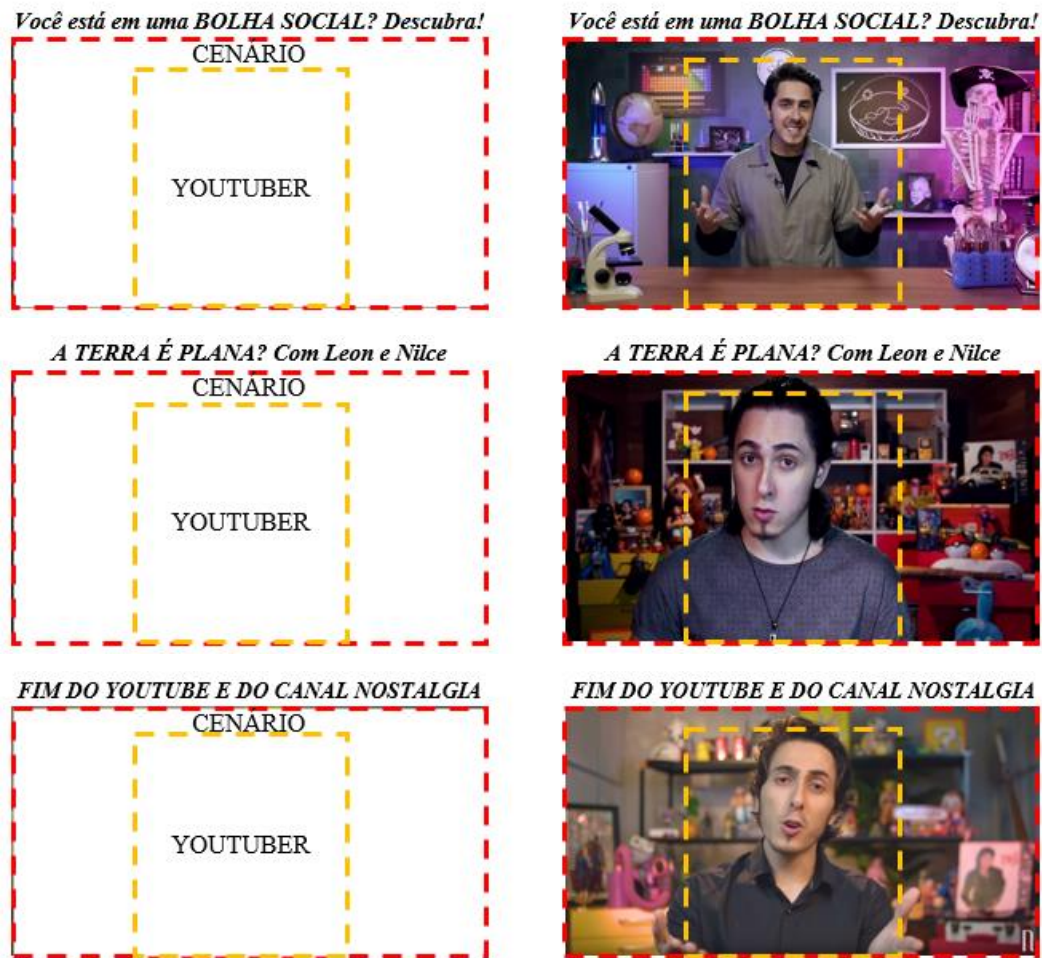 Você está em uma BOLHA SOCIAL? Descubra!
CENÁRIO
YOUTUBER
Você está em uma BOLHA SOCIAL? Descubra!
A TERRA É PLANA? Com Leon e Nilce
CENÁRIO
YOUTUBER
A TERRA É PLANA? Com Leon e Nilce
FIM DO YOUTUBE E DO CANAL NOSTALGIA
CENÁRIO
YOUTUBER
FIM DO YOUTUBE E DO CANAL NOSTALGIA